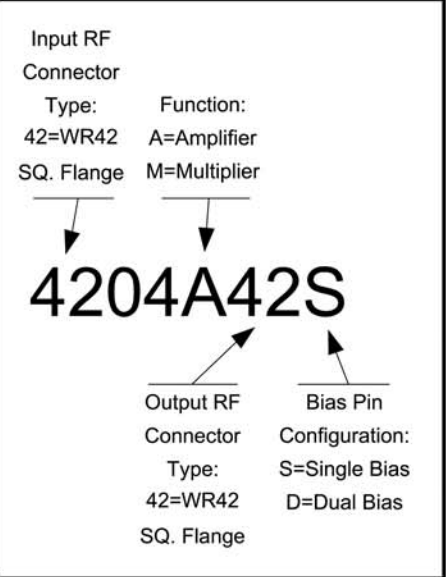 Input RF
Connector
Type:
42=WR42
SQ. Flange
Function:
A=Amplifier
M=Multiplier
4204A42S
Output RF
Connector
Type:
42=WR42
SQ. Flange
Bias Pin
Configuration:
S=Single Bias
D=Dual Bias